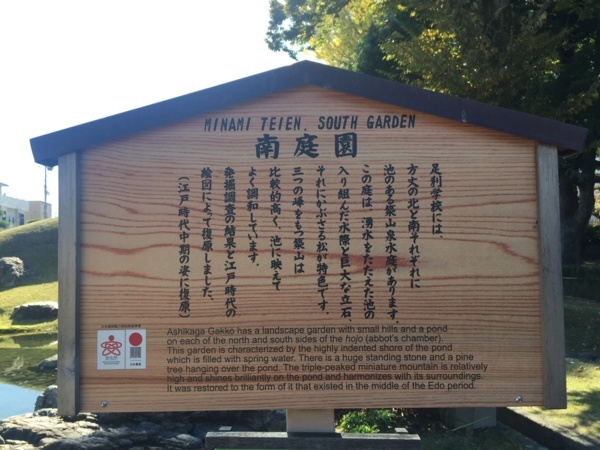 MINAMI TEIEN, SOUTH GARDEN
南庭園
足利学校には、
方丈の北と南それぞれに
池のある築山泉水庭があります。
この庭は、湧水をたたえた池の
入り組んだ水際と巨大な立石、
それにかぶさる松が特色です。
三つの峰をもつ築山は
比較的高く、池に映えて
よく調和しています。
発掘調査の結果と江戸時代の
絵図によって復原しました。
(江戸時代中期の姿に復原)
Ashikaga Gakko has a landscape garden with small hills and a pond
on each of the north and south sides of the hojo (abbot's chamber).
This garden is characterized by the highly indented shore of the pond
which is filled with spring water. There is a huge standing stone and a pine
tree hanging over the pond. The triple-peaked miniature mountain is relatively
high and shines brilliantly on the pond and harmonizes with its surroundings.
It was restored to the form of it that existed in the middle of the Edo period.